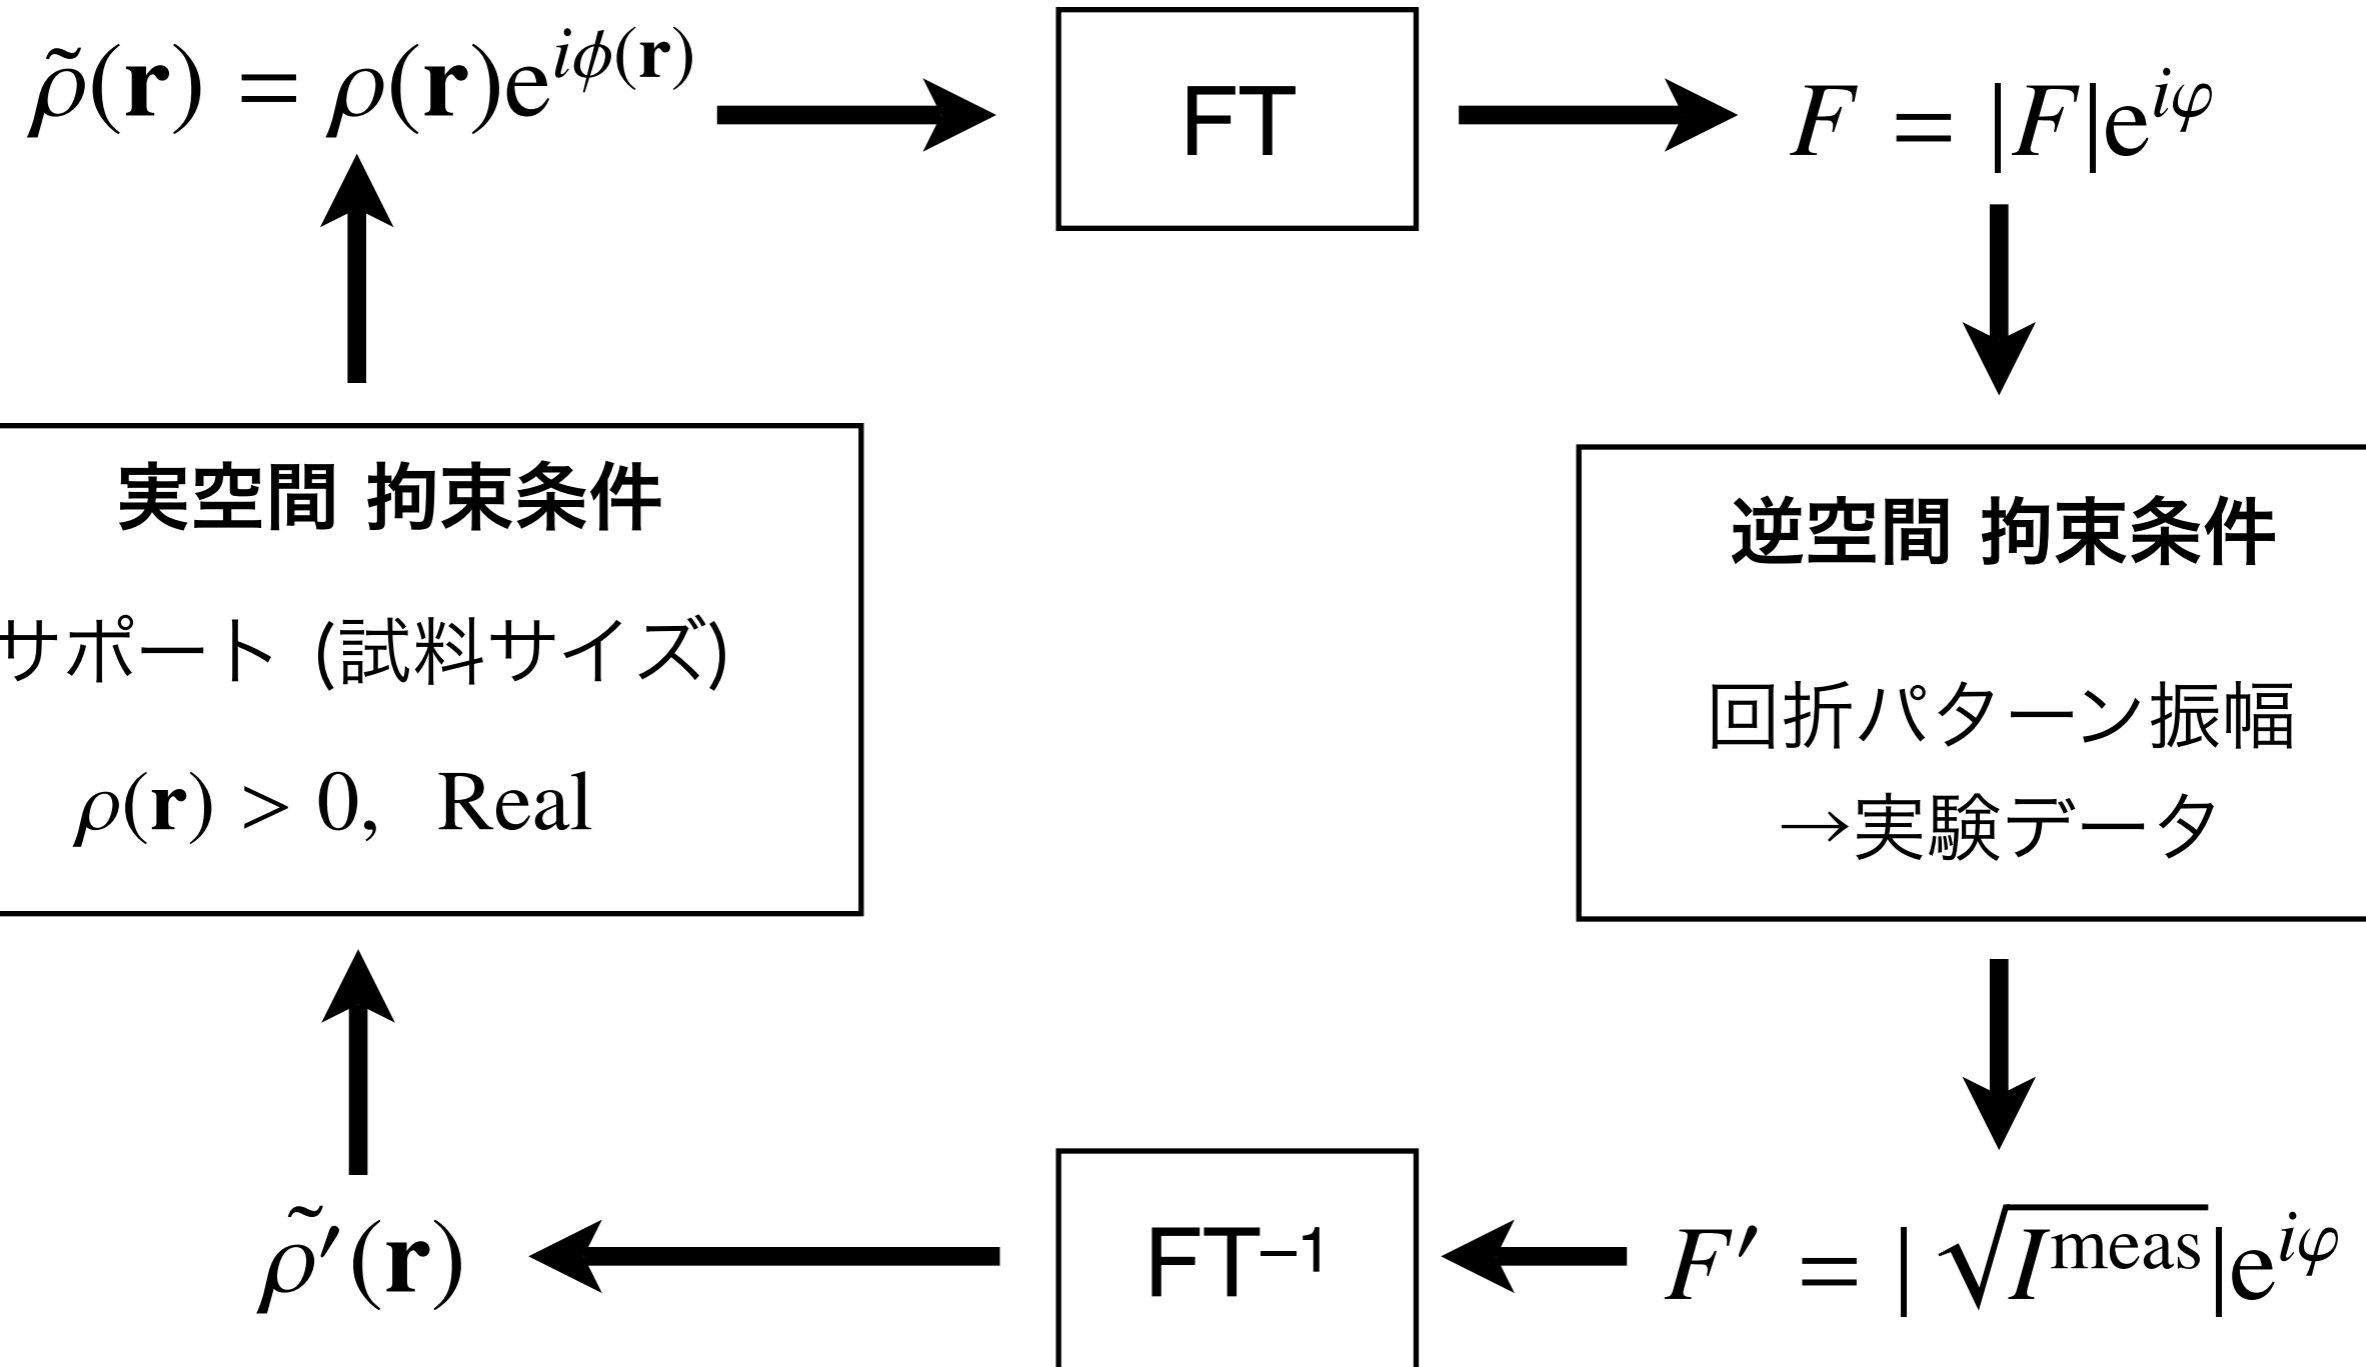 ρ̃(𝐫) = ρ(𝐫)e^{iϕ(𝐫)}
FT
F = |F|e^{iφ}
実空間 拘束条件
サポート (試料サイズ)
ρ(𝐫) > 0, Real
逆空間 拘束条件
回折パターン振幅
→実験データ
ρ̃′(𝐫)
FT⁻¹
F′ = |√I^{meas}|e^{iφ}